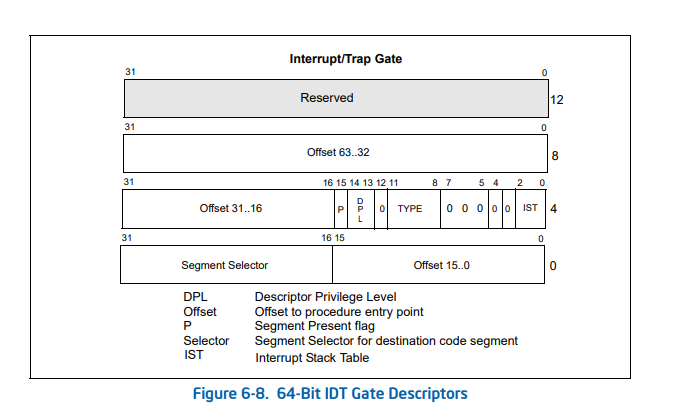 Interrupt/Trap Gate
31 0
Reserved 12
31 0
Offset 63..32 8
31 16 15 14 13 12 11 8 7 5 4 2 0
Offset 31..16 P DPL 0 TYPE 0 0 0 0 0 IST 4
31 16 15 0
Segment Selector Offset 15..0 0
DPL Descriptor Privilege Level
Offset Offset to procedure entry point
P Segment Present flag
Selector Segment Selector for destination code segment
IST Interrupt Stack Table
Figure 6-8. 64-Bit IDT Gate Descriptors